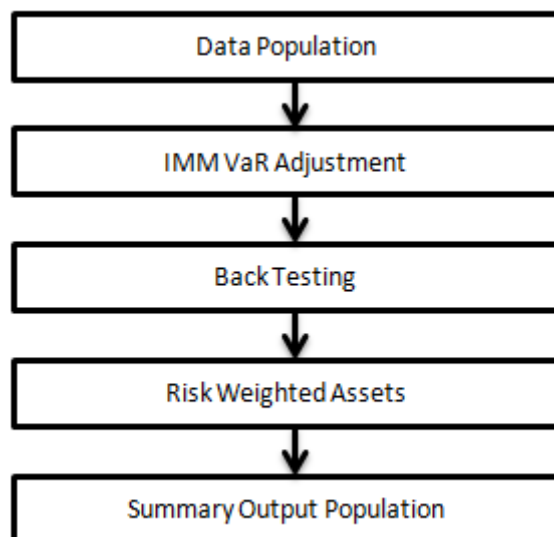 Data Population
IMM VaR Adjustment
Back Testing
Risk Weighted Assets
Summary Output Population